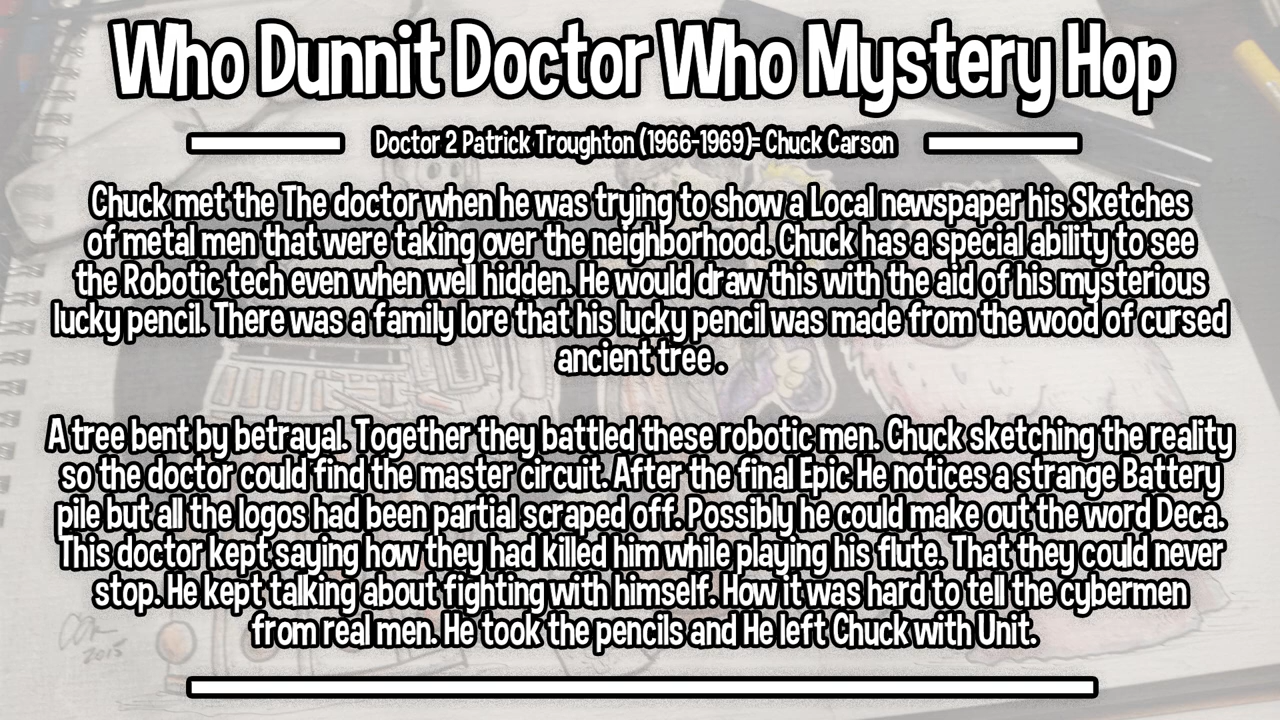 Who Dunnit Doctor Who Mystery Hop
Doctor 2 Patrick Troughton (1966-1969)= Chuck Carson
Chuck met the The doctor when he was trying to show a Local newspaper his Sketches
of metal men that were taking over the neighborhood. Chuck has a special ability to see
the Robotic tech even when well hidden. He would draw this with the aid of his mysterious
lucky pencil. There was a family lore that his lucky pencil was made from the wood of cursed
ancient tree .
A tree bent by betrayal. Together they battled these robotic men. Chuck sketching the reality
so the doctor could find the master circuit. After the final Epic He notices a strange Battery
pile but all the logos had been partial scraped off. Possibly he could make out the word Deca.
This doctor kept saying how they had killed him while playing his flute. That they could never
stop. He kept talking about fighting with himself. How it was hard to tell the cybermen
from real men. He took the pencils and He left Chuck with Unit.
2015